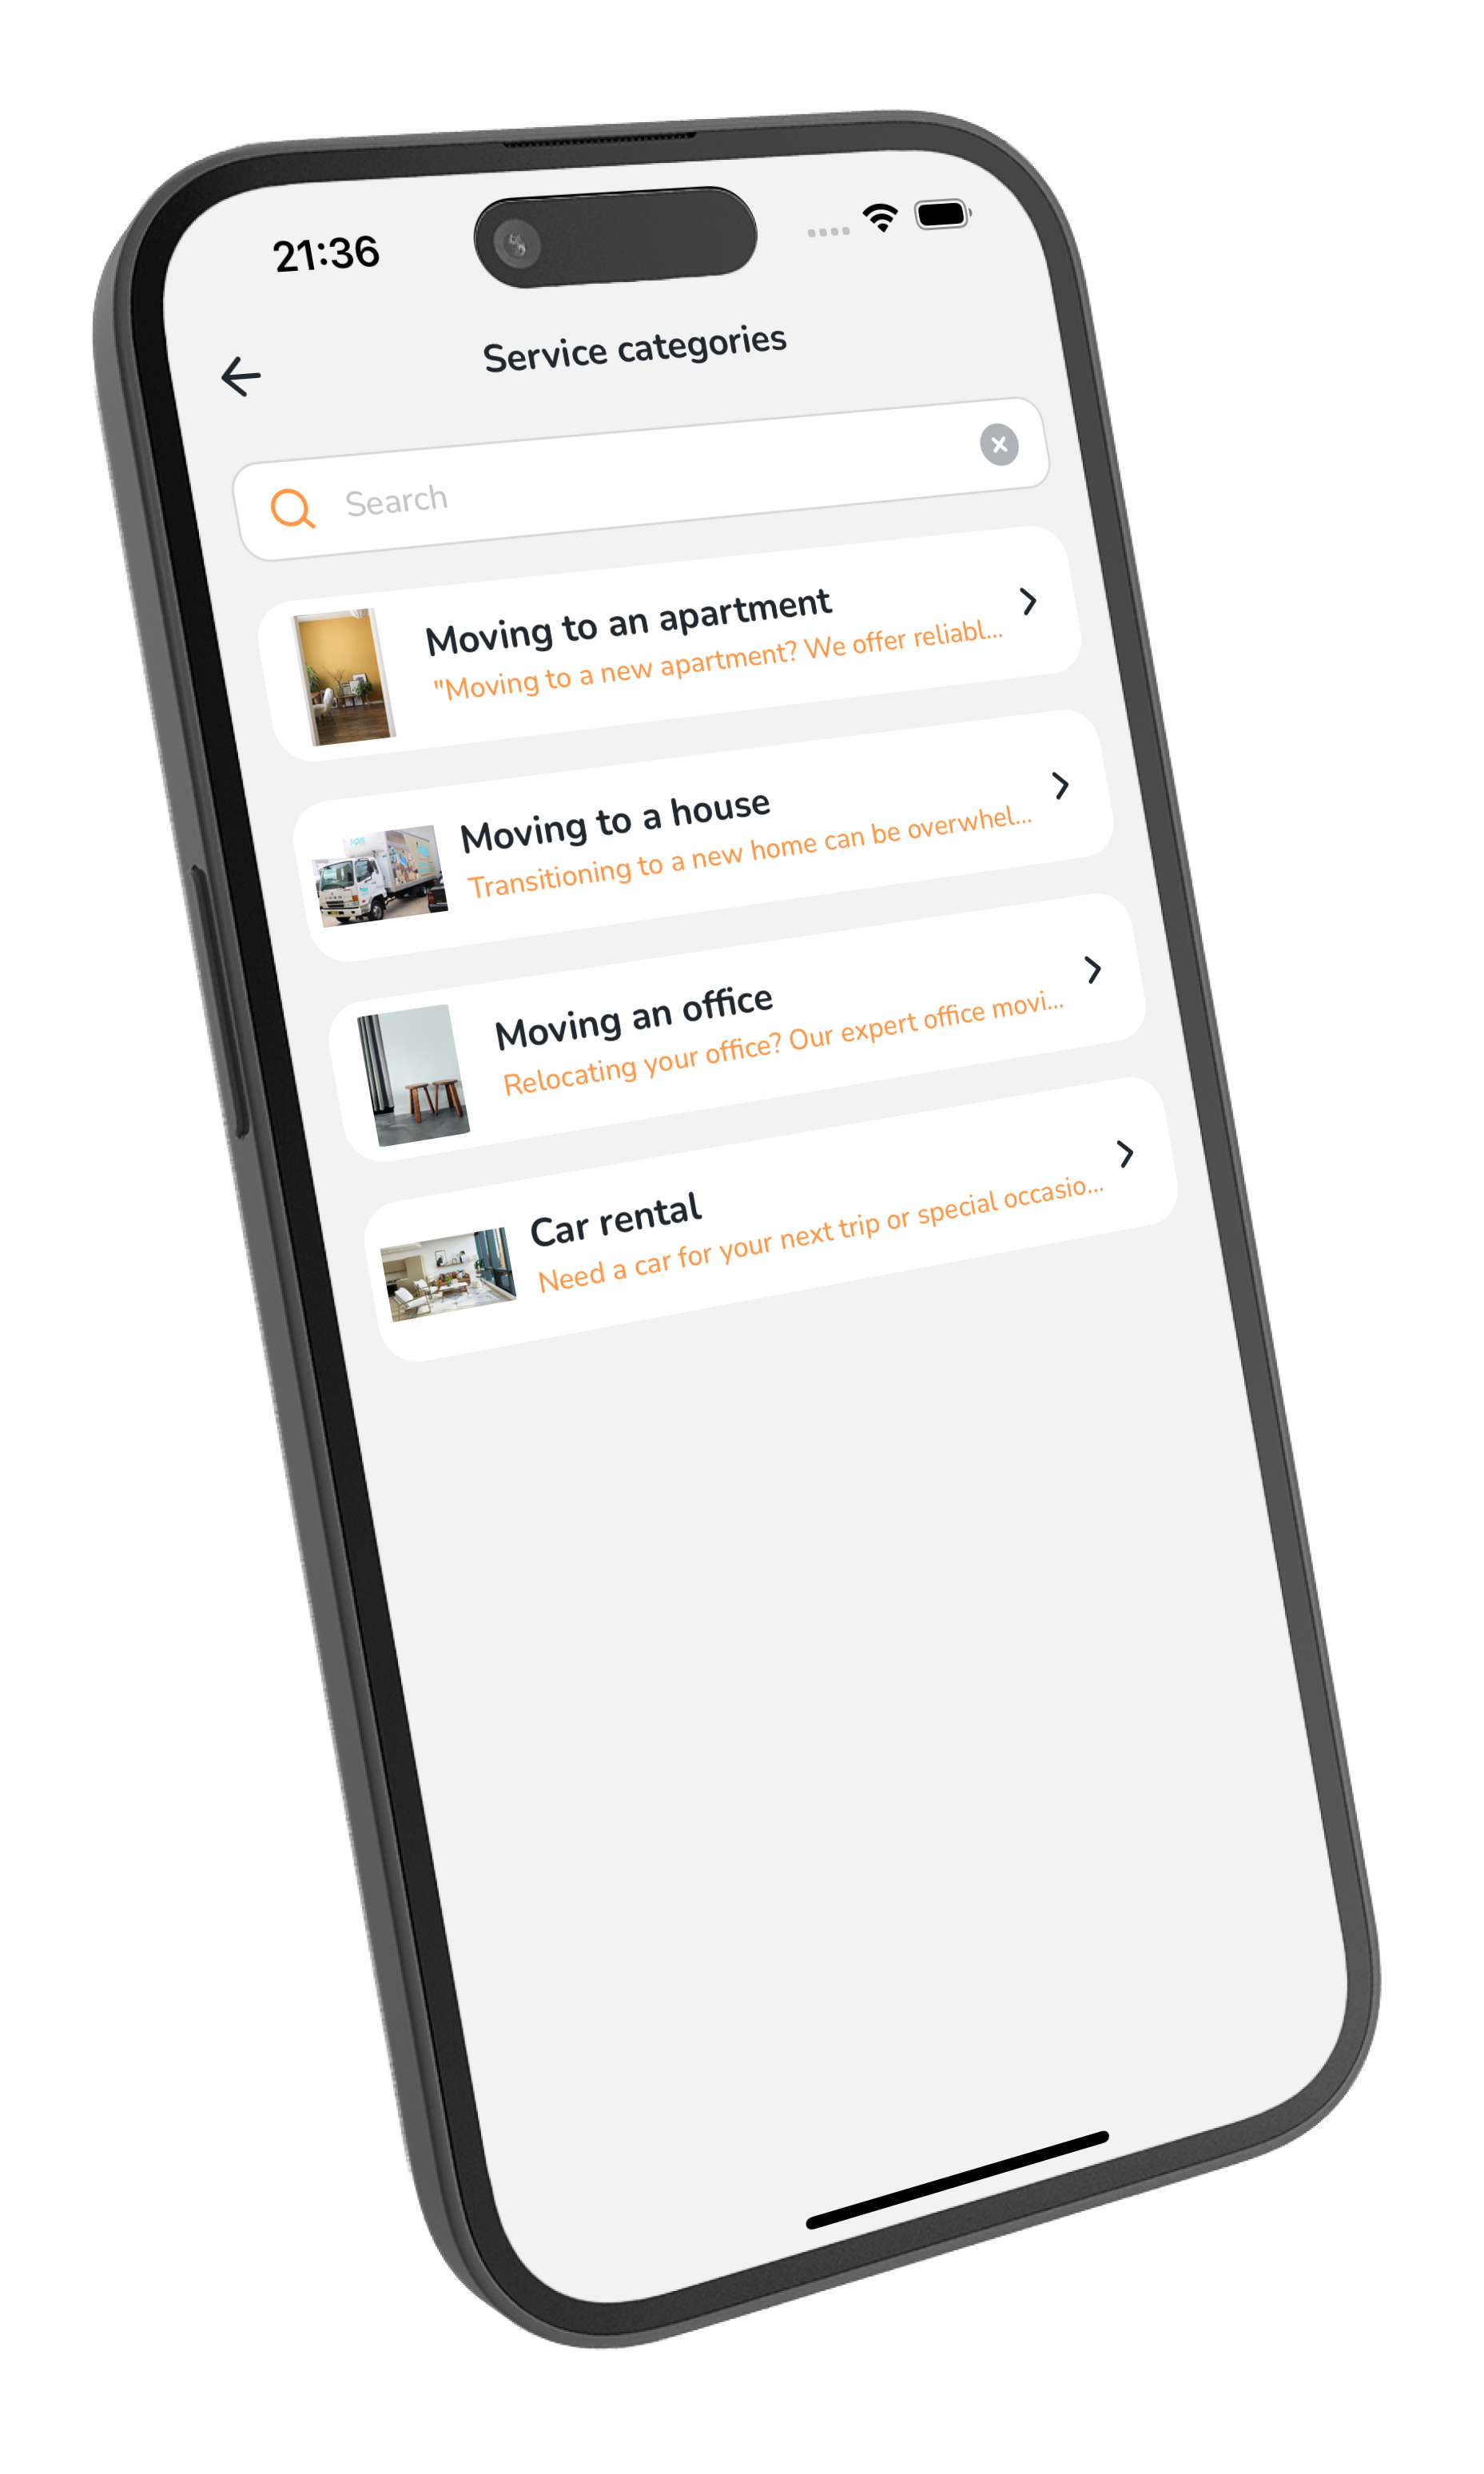 21:36
Service categories
Search
Moving to an apartment
"Moving to a new apartment? We offer reliabl...
Moving to a house
Transitioning to a new home can be overwhel...
Moving an office
Relocating your office? Our expert office movi...
Car rental
Need a car for your next trip or special occasio...